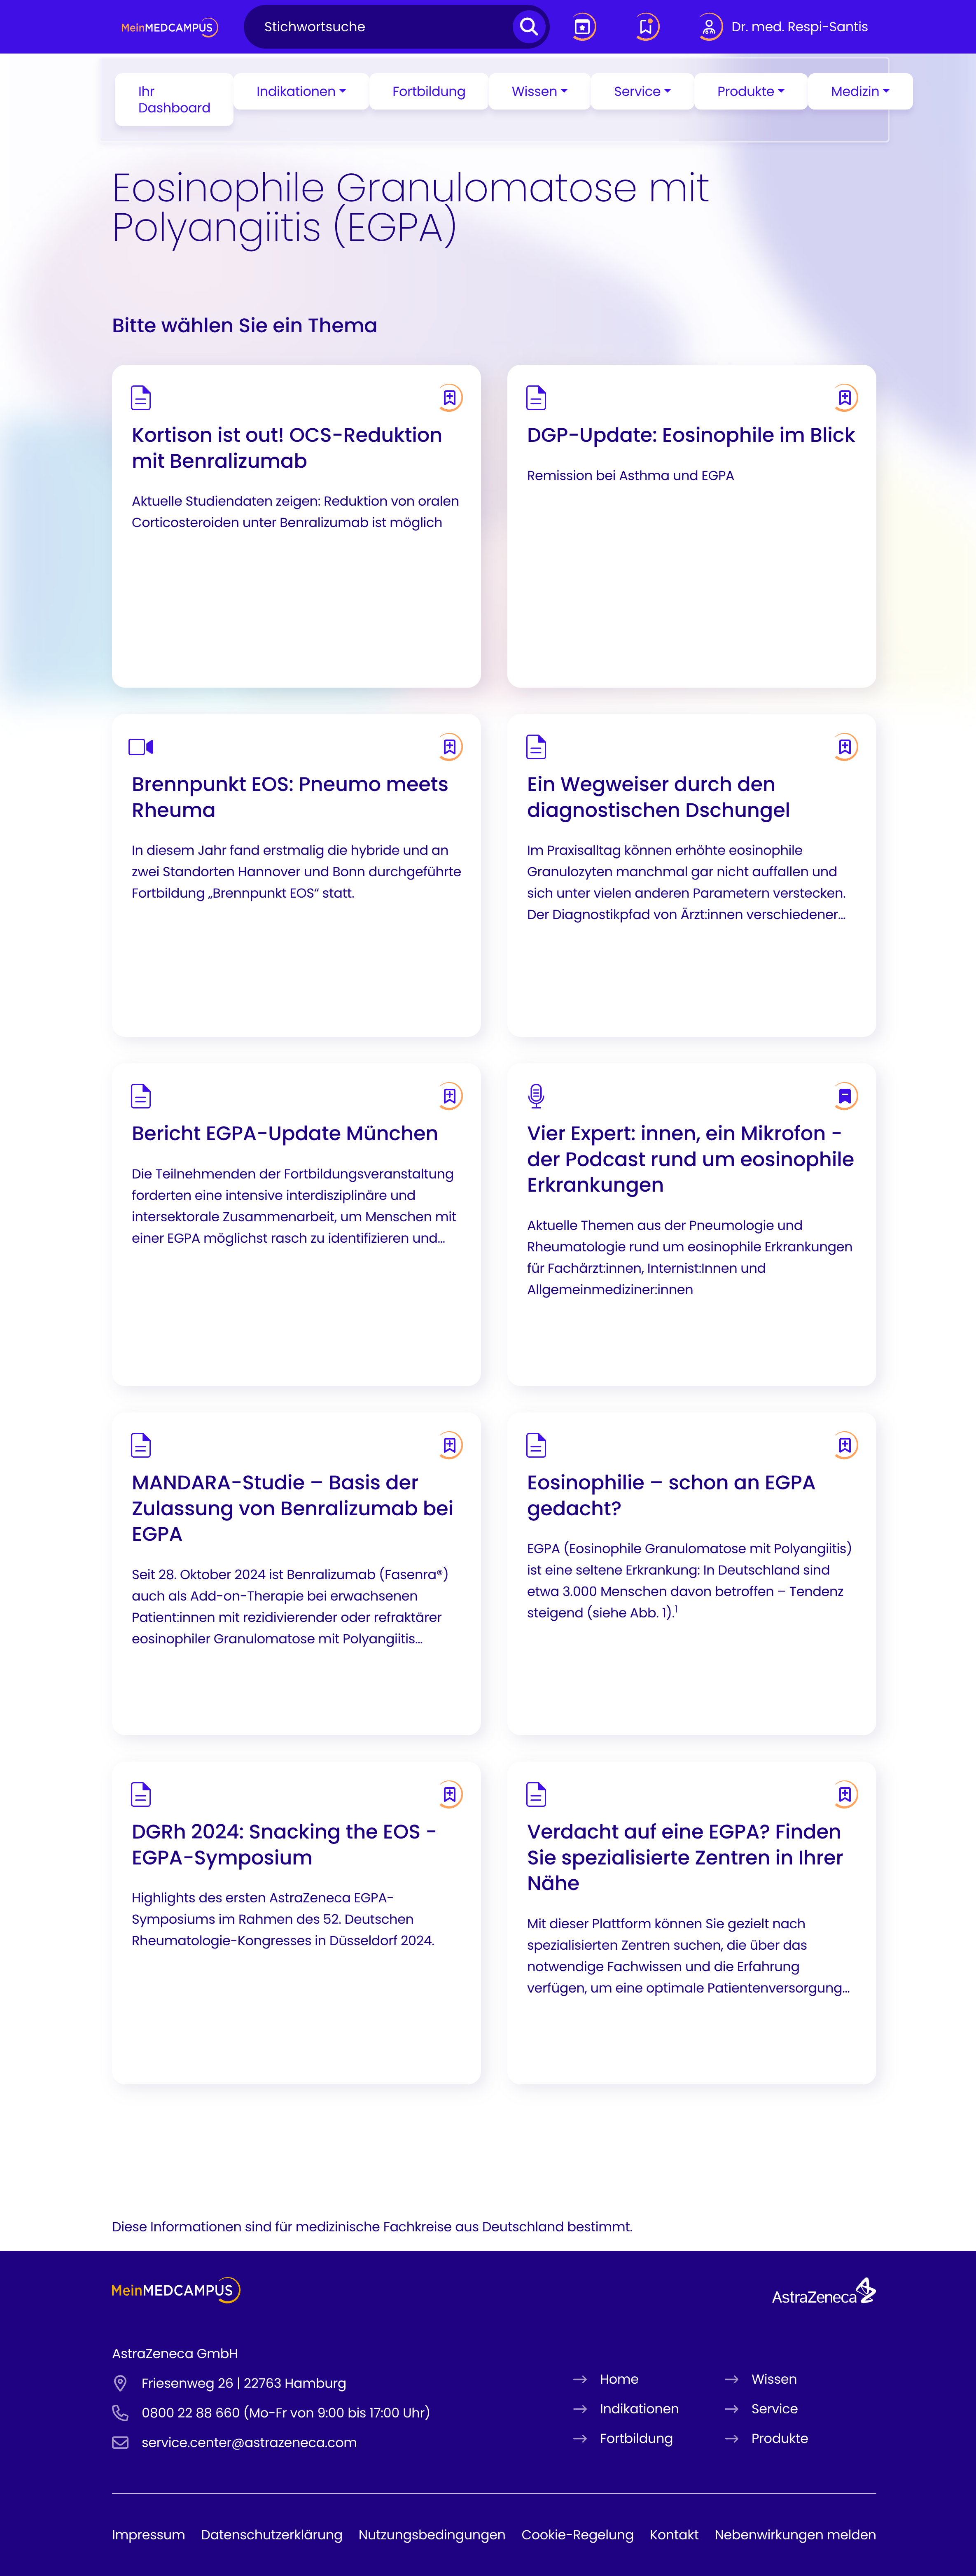 MeinMEDCAMPUS
Stichwortsuche
Dr. med. Respi-Santis
Ihr
Dashboard
Indikationen
Fortbildung
Wissen
Service
Produkte
Medizin
Eosinophile Granulomatose mit
Polyangiitis (EGPA)
Bitte wählen Sie ein Thema
Kortison ist out! OCS-Reduktion
mit Benralizumab
Aktuelle Studiendaten zeigen: Reduktion von oralen
Corticosteroiden unter Benralizumab ist möglich
DGP-Update: Eosinophile im Blick
Remission bei Asthma und EGPA
Brennpunkt EOS: Pneumo meets
Rheuma
In diesem Jahr fand erstmalig die hybride und an
zwei Standorten Hannover und Bonn durchgeführte
Fortbildung „Brennpunkt EOS“ statt.
Ein Wegweiser durch den
diagnostischen Dschungel
Im Praxisalltag können erhöhte eosinophile
Granulozyten manchmal gar nicht auffallen und
sich unter vielen anderen Parametern verstecken.
Der Diagnostikpfad von Ärzt:innen verschiedener...
Bericht EGPA-Update München
Die Teilnehmenden der Fortbildungsveranstaltung
forderten eine intensive interdisziplinäre und
intersektorale Zusammenarbeit, um Menschen mit
einer EGPA möglichst rasch zu identifizieren und...
Vier Expert: innen, ein Mikrofon -
der Podcast rund um eosinophile
Erkrankungen
Aktuelle Themen aus der Pneumologie und
Rheumatologie rund um eosinophile Erkrankungen
für Fachärzt:innen, Internist:Innen und
Allgemeinmediziner:innen
MANDARA-Studie – Basis der
Zulassung von Benralizumab bei
EGPA
Seit 28. Oktober 2024 ist Benralizumab (Fasenra®)
auch als Add-on-Therapie bei erwachsenen
Patient:innen mit rezidivierender oder refraktärer
eosinophiler Granulomatose mit Polyangiitis...
Eosinophilie – schon an EGPA
gedacht?
EGPA (Eosinophile Granulomatose mit Polyangiitis)
ist eine seltene Erkrankung: In Deutschland sind
etwa 3.000 Menschen davon betroffen – Tendenz
steigend (siehe Abb. 1).¹
DGRh 2024: Snacking the EOS -
EGPA-Symposium
Highlights des ersten AstraZeneca EGPA-
Symposiums im Rahmen des 52. Deutschen
Rheumatologie-Kongresses in Düsseldorf 2024.
Verdacht auf eine EGPA? Finden
Sie spezialisierte Zentren in Ihrer
Nähe
Mit dieser Plattform können Sie gezielt nach
spezialisierten Zentren suchen, die über das
notwendige Fachwissen und die Erfahrung
verfügen, um eine optimale Patientenversorgung...
Diese Informationen sind für medizinische Fachkreise aus Deutschland bestimmt.
MeinMEDCAMPUS
AstraZeneca
AstraZeneca GmbH
Friesenweg 26 | 22763 Hamburg
0800 22 88 660 (Mo-Fr von 9:00 bis 17:00 Uhr)
service.center@astrazeneca.com
Home
Indikationen
Fortbildung
Wissen
Service
Produkte
Impressum Datenschutzerklärung Nutzungsbedingungen Cookie-Regelung Kontakt Nebenwirkungen melden